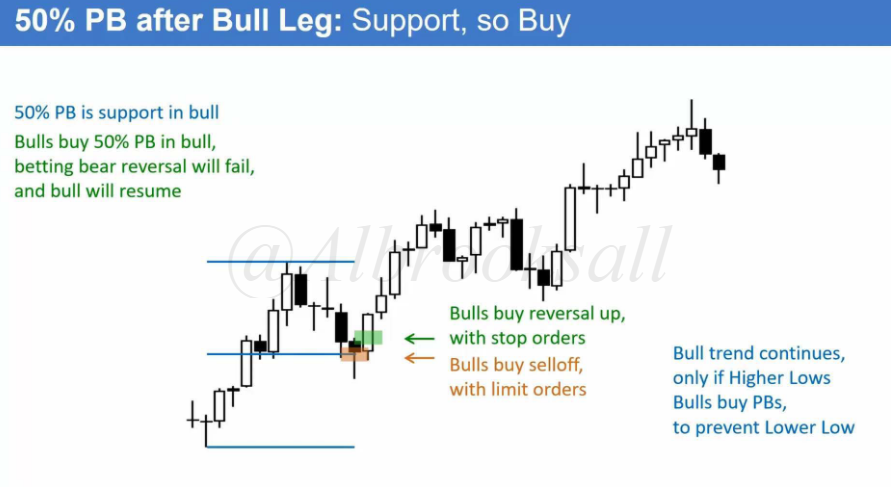 50% PB after Bull Leg: Support, so Buy
50% PB is support in bull
Bulls buy 50% PB in bull,
betting bear reversal will fail,
and bull will resume
@Albrooksall
Bulls buy reversal up,
with stop orders
Bulls buy selloff,
with limit orders
Bull trend continues,
only if Higher Lows
Bulls buy PBs,
to prevent Lower Low